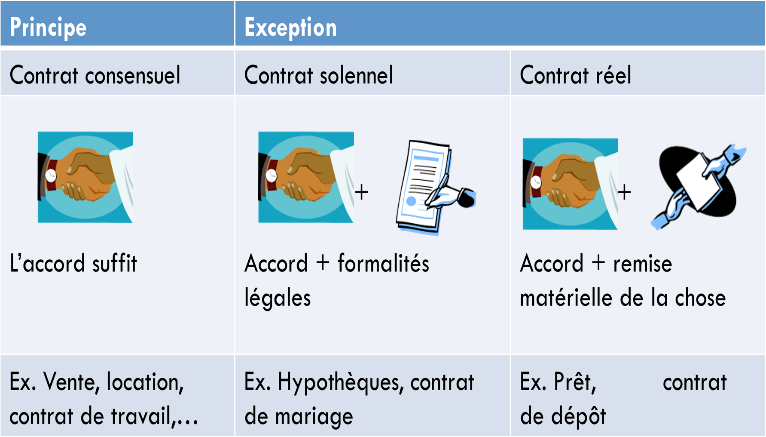 Principe
Exception
Contrat consensuel
Contrat solennel
Contrat réel
+
+
L'accord suffit
Accord + formalités
légales
Accord + remise
matérielle de la chose
Ex. Vente, location,
contrat de travail,...
Ex. Hypothèques, contrat
de mariage
Ex. Prêt, contrat
de dépôt